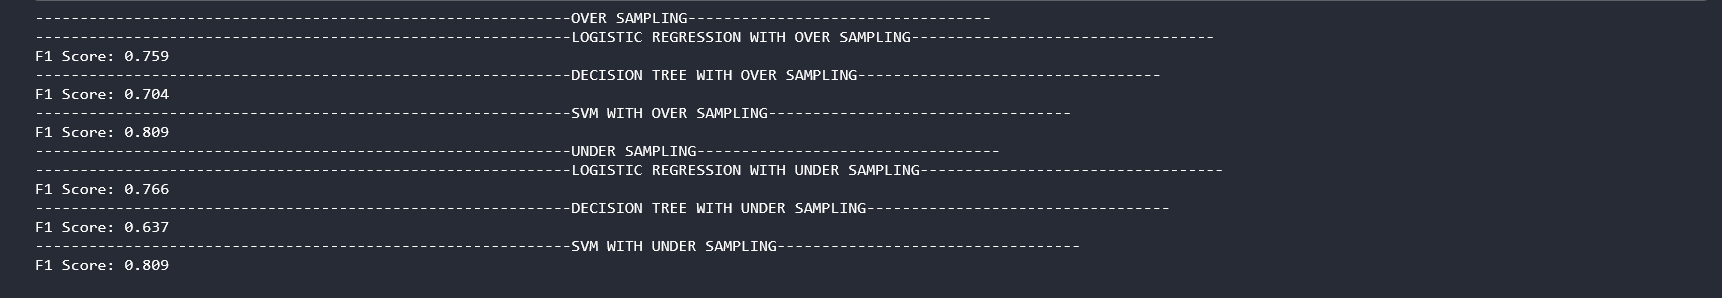 ------------------------------------------------------------OVER SAMPLING----------------------------------
------------------------------------------------------------LOGISTIC REGRESSION WITH OVER SAMPLING----------------------------------
F1 Score: 0.759
------------------------------------------------------------DECISION TREE WITH OVER SAMPLING----------------------------------
F1 Score: 0.704
------------------------------------------------------------SVM WITH OVER SAMPLING----------------------------------
F1 Score: 0.809
------------------------------------------------------------UNDER SAMPLING----------------------------------
------------------------------------------------------------LOGISTIC REGRESSION WITH UNDER SAMPLING----------------------------------
F1 Score: 0.766
------------------------------------------------------------DECISION TREE WITH UNDER SAMPLING----------------------------------
F1 Score: 0.637
------------------------------------------------------------SVM WITH UNDER SAMPLING----------------------------------
F1 Score: 0.809